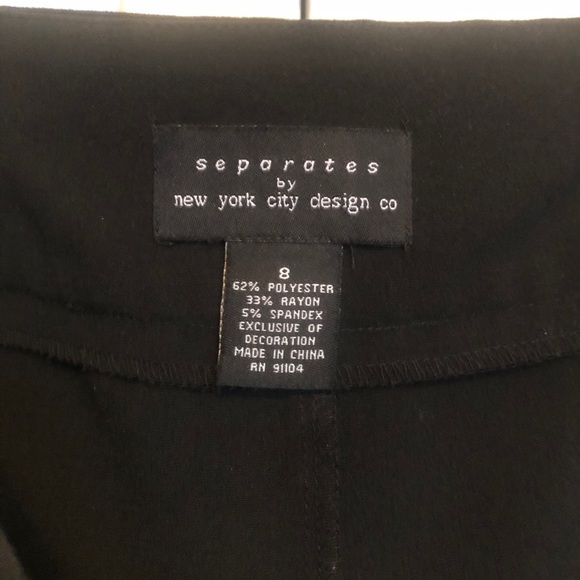 separates
by
new york city design co
8
62% POLYESTER
33% RAYON
5% SPANDEX
EXCLUSIVE OF
DECORATION
MADE IN CHINA
RN 91104